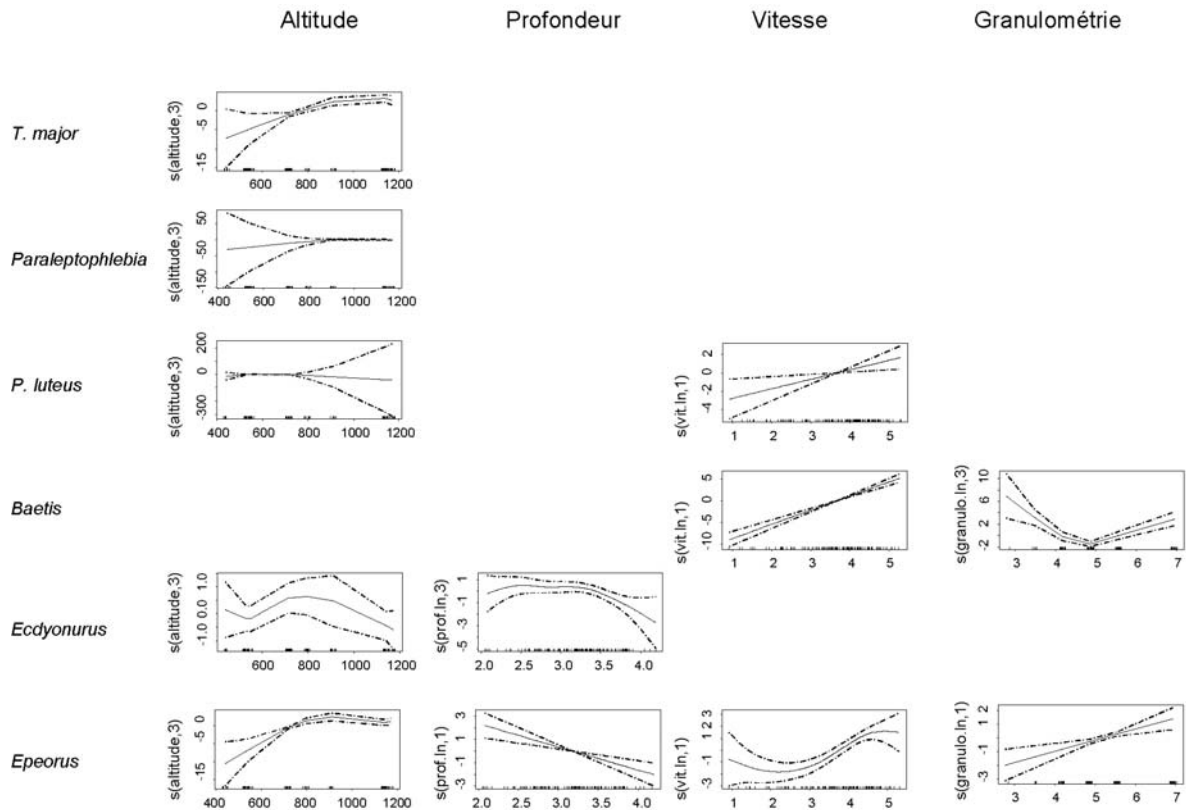 Altitude Profondeur Vitesse Granulométrie
T. major
s(altitude,3)
0
-5
-15
600 800 1000 1200
Paraleptophlebia
s(altitude,3)
50
-50
-150
400 600 800 1000 1200
P. luteus
s(altitude,3)
200
0
-300
400 600 800 1000 1200
s(vit.ln,1)
2
0
-2
-4
1 2 3 4 5
Baetis
s(vit.ln,1)
5
0
-5
-10
1 2 3 4 5
s(granulo.ln,3)
10
6
2
-2
3 4 5 6 7
Ecdyonurus
s(altitude,3)
1.0
0.0
-1.0
600 800 1000 1200
s(prof.ln,3)
1
-1
-3
-5
2.0 2.5 3.0 3.5 4.0
Epeorus
s(altitude,3)
0
-5
-15
400 600 800 1000 1200
s(prof.ln,1)
3
1
-1
-3
2.0 2.5 3.0 3.5 4.0
s(vit.ln,1)
3
2
1
-1
-3
1 2 3 4 5
s(granulo.ln,1)
2
1
-1
-3
3 4 5 6 7